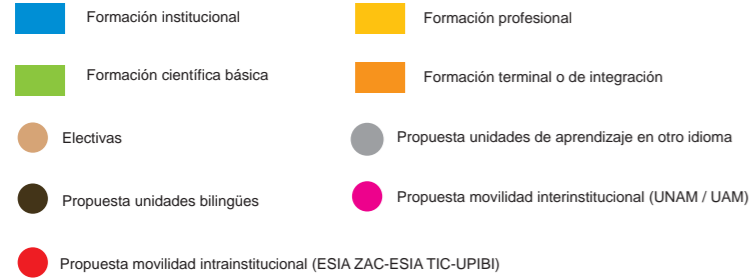 Formación institucional
Formación profesional
Formación científica básica
Formación terminal o de integración
Electivas
Propuesta unidades de aprendizaje en otro idioma
Propuesta unidades bilingües
Propuesta movilidad interinstitucional (UNAM / UAM)
Propuesta movilidad intrainstitucional (ESIA ZAC-ESIA TIC-UPIBI)